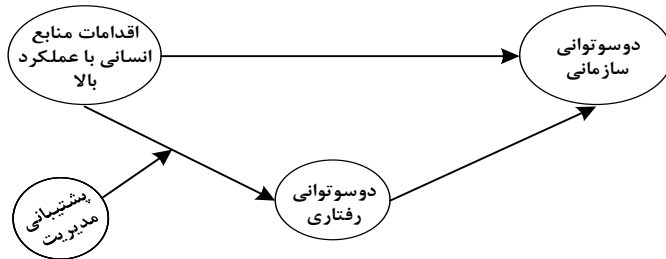 اقدامات منابع
انسانی با عملکرد
بالا
دوسوتوانی
سازمانی
دوسوتوانی
رفتاری
پشتیبانی
مدیریت